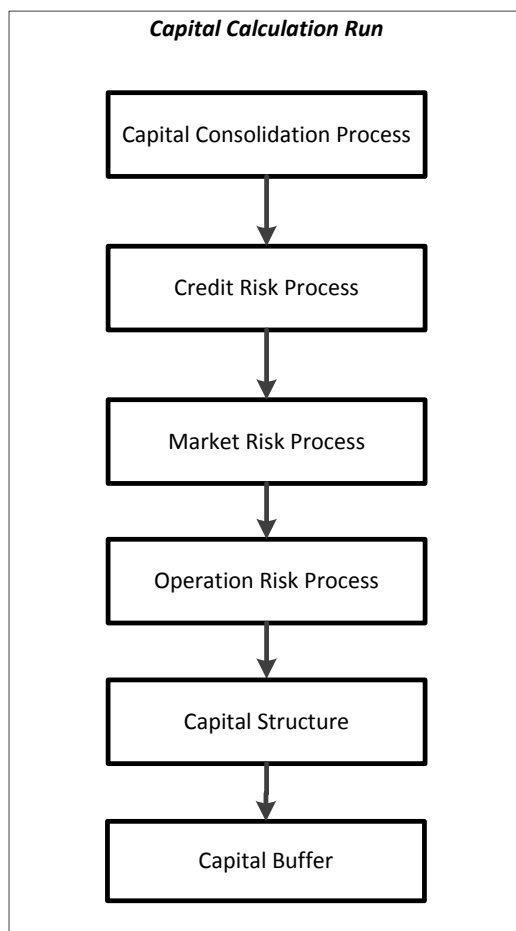 Capital Calculation Run
Capital Consolidation Process
Credit Risk Process
Market Risk Process
Operation Risk Process
Capital Structure
Capital Buffer